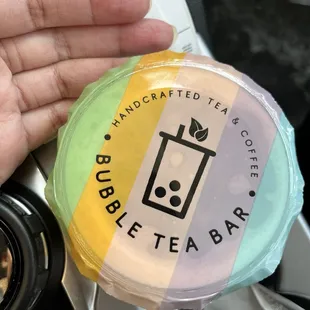 HANDCRAFTED TEA & COFFEE
• BUBBLE TEA BAR •